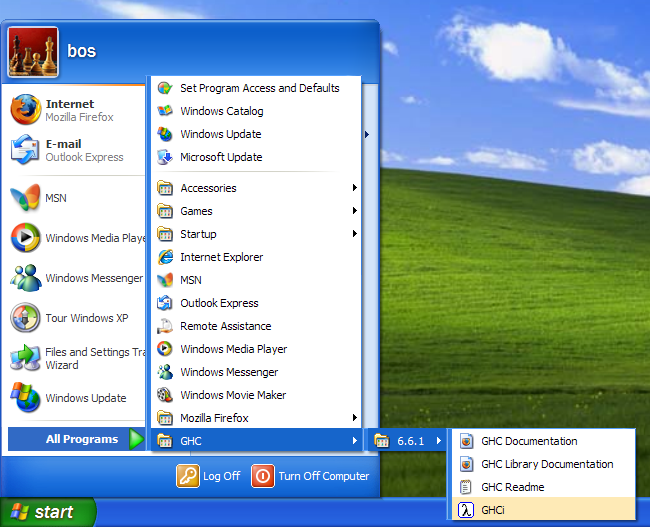 bos
Internet
Mozilla Firefox
E-mail
Outlook Express
MSN
Windows Media Playe
Windows Messenger
Tour Windows XP
Files and Settings Tra
Wizard
Windows Update
All Programs
Set Program Access and Defaults
Windows Catalog
Windows Update
Microsoft Update
Accessories
Games
Startup
Internet Explorer
MSN
Outlook Express
Remote Assistance
Windows Media Player
Windows Messenger
Windows Movie Maker
Mozilla Firefox
GHC
6.6.1
GHC Documentation
GHC Library Documentation
GHC Readme
λ GHCi
Log Off
Turn Off Computer
start